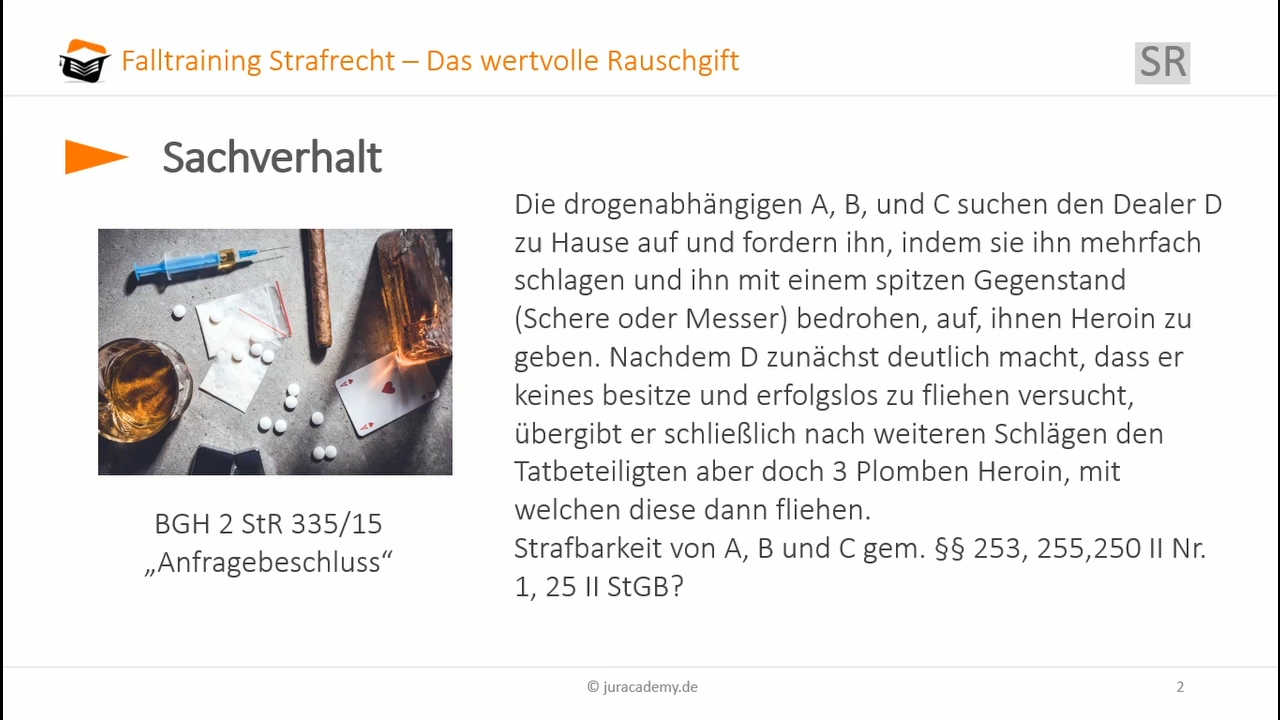 Falltraining Strafrecht – Das wertvolle Rauschgift
SR
Sachverhalt
Die drogenabhängigen A, B, und C suchen den Dealer D
zu Hause auf und fordern ihn, indem sie ihn mehrfach
schlagen und ihn mit einem spitzen Gegenstand
(Schere oder Messer) bedrohen, auf, ihnen Heroin zu
geben. Nachdem D zunächst deutlich macht, dass er
keines besitze und erfolgslos zu fliehen versucht,
übergibt er schließlich nach weiteren Schlägen den
Tatbeteiligten aber doch 3 Plomben Heroin, mit
welchen diese dann fliehen.
Strafbarkeit von A, B und C gem. §§ 253, 255,250 II Nr.
1, 25 II StGB?
BGH 2 StR 335/15
„Anfragebeschluss“
© juracademy.de
2